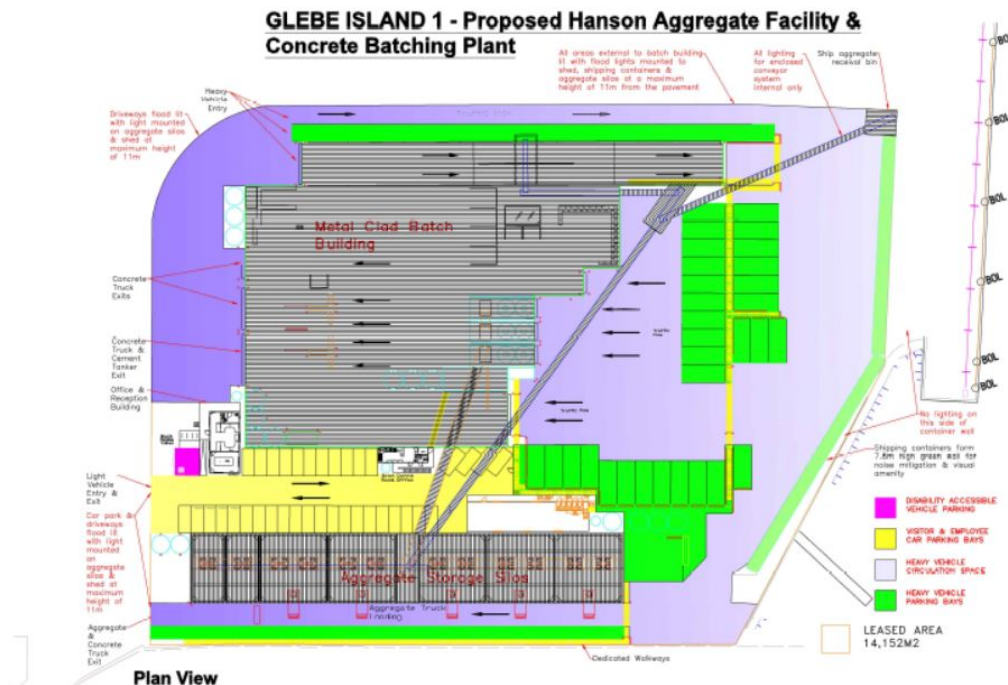 GLEBE ISLAND 1 - Proposed Hanson Aggregate Facility &
Concrete Batching Plant
All areas external to batch building
lit with flood lights mounted to
shed, shipping containers &
aggregate silos at a maximum
height of 11m from the pavement
All lighting
for enclosed
conveyor
system
internal only
Ship aggregate
receival bin
Heavy
Vehicle
Entry
Driveways flood lit
with light mounted
on aggregate silos
& shed at
maximum height
of 11m
BOL
BOL
BOL
BOL
BOL
Metal Clad Batch
Building
Concrete
Truck
Exits
Concrete
Truck &
Cement
Tanker
Exit
Office &
Reception
Building
No lighting on
this side of
container wall
Shipping containers form
7.8m high green wall for
noise mitigation & visual
amenity
Light
Vehicle
Entry &
Exit
Car park &
driveways
flood lit
with light
mounted
on
aggregate
silos &
shed at
maximum
height of
11m
Aggregate
& Concrete
Truck
Exit
DISABILITY ACCESSIBLE
VEHICLE PARKING
VISITOR & EMPLOYEE
CAR PARKING BAYS
HEAVY VEHICLE
CIRCULATION SPACE
HEAVY VEHICLE
PARKING BAYS
LEASED AREA
14,152M2
Aggregate Storage Silos
Aggregate Truck
Loading
Dedicated Walkways
Plan View